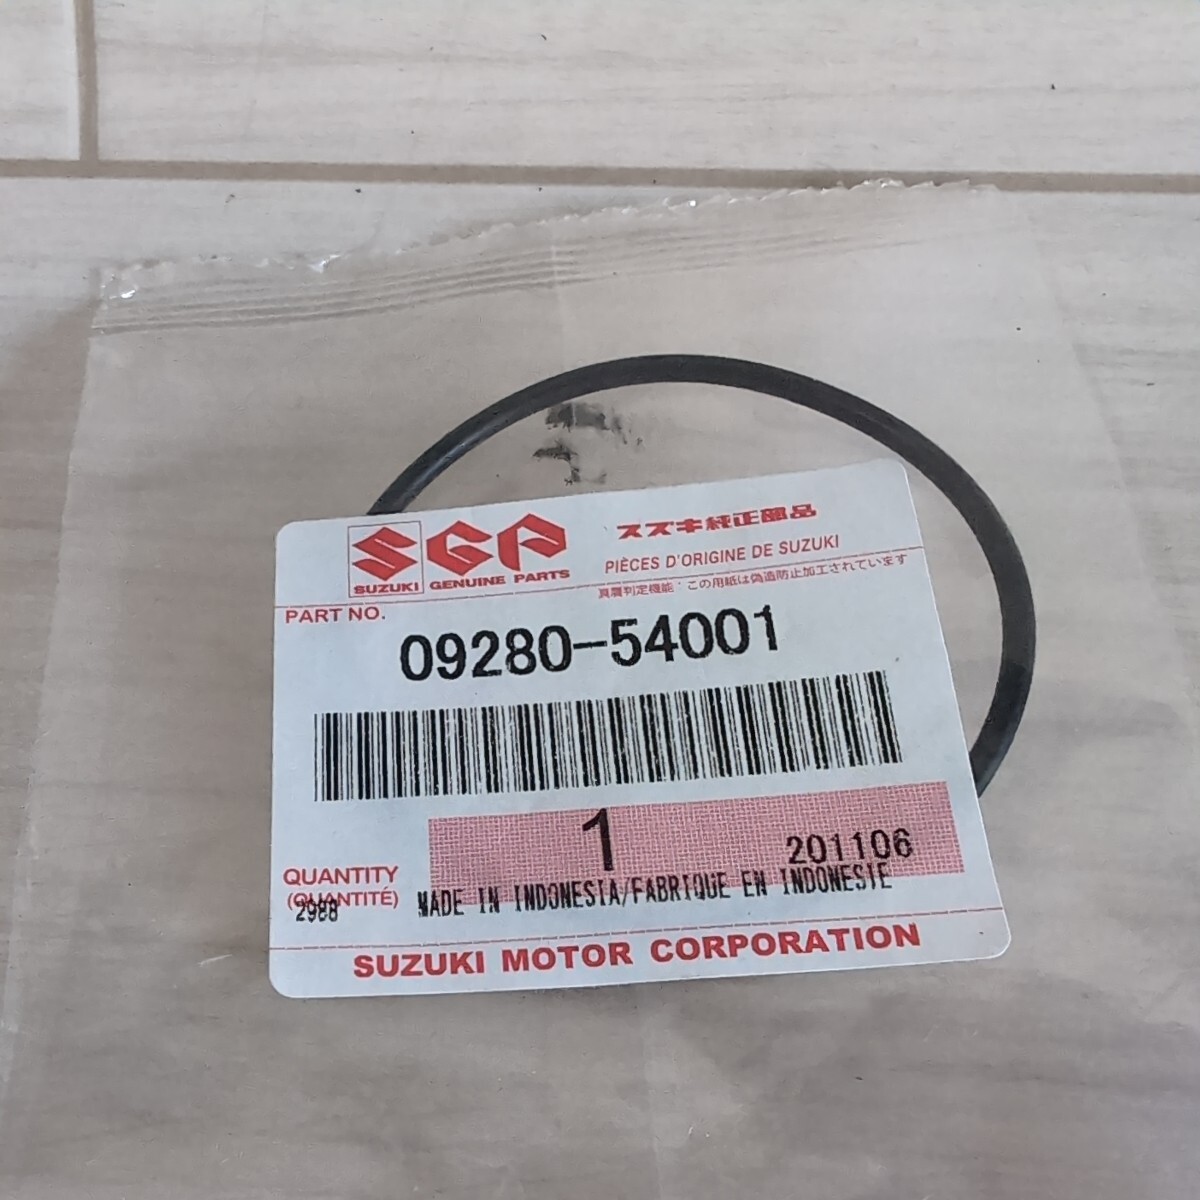 SGP
スズキ純正部品
SUZUKI GENUINE PARTS
PIÈCES D'ORIGINE DE SUZUKI
真贋判定機能：この用紙は偽造防止加工されています
PART NO.
09280-54001
1
201106
QUANTITY
(QUANTITÉ)
2988
MADE IN INDONESIA/FABRIQUE EN INDONESIE
SUZUKI MOTOR CORPORATION